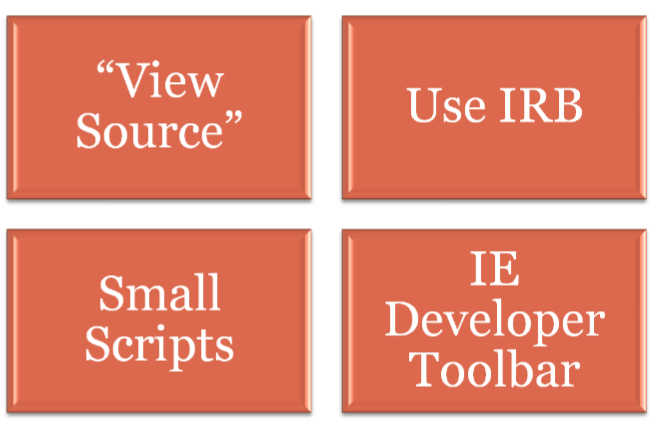 “View
Source”
Use IRB
Small
Scripts
IE
Developer
Toolbar